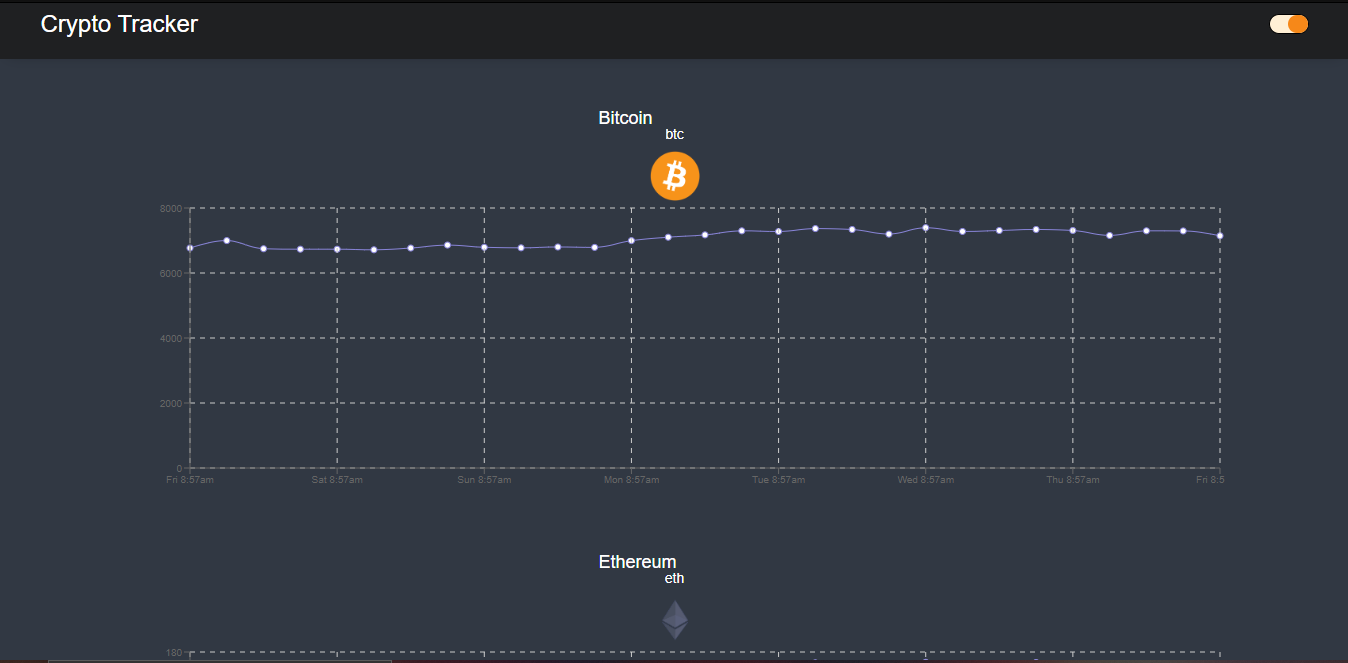 Crypto Tracker
Bitcoin
btc
8000
6000
4000
2000
0
Fri 8:57am Sat 8:57am Sun 8:57am Mon 8:57am Tue 8:57am Wed 8:57am Thu 8:57am Fri 8:5
Ethereum
eth
180